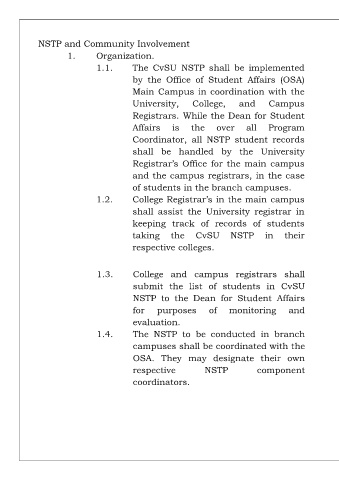 NSTP and Community Involvement
1. Organization.
1.1. The CvSU NSTP shall be implemented
by the Office of Student Affairs (OSA)
Main Campus in coordination with the
University, College, and Campus
Registrars. While the Dean for Student
Affairs is the over all Program
Coordinator, all NSTP student records
shall be handled by the University
Registrar's Office for the main campus
and the campus registrars, in the case
of students in the branch campuses.
1.2. College Registrar's in the main campus
shall assist the University registrar in
keeping track of records of students
taking the CvSU NSTP in their
respective colleges.
1.3. College and campus registrars shall
submit the list of students in CvSU
NSTP to the Dean for Student Affairs
for purposes of monitoring and
evaluation.
1.4. The NSTP to be conducted in branch
campuses shall be coordinated with the
OSA. They may designate their own
respective NSTP component
coordinators.